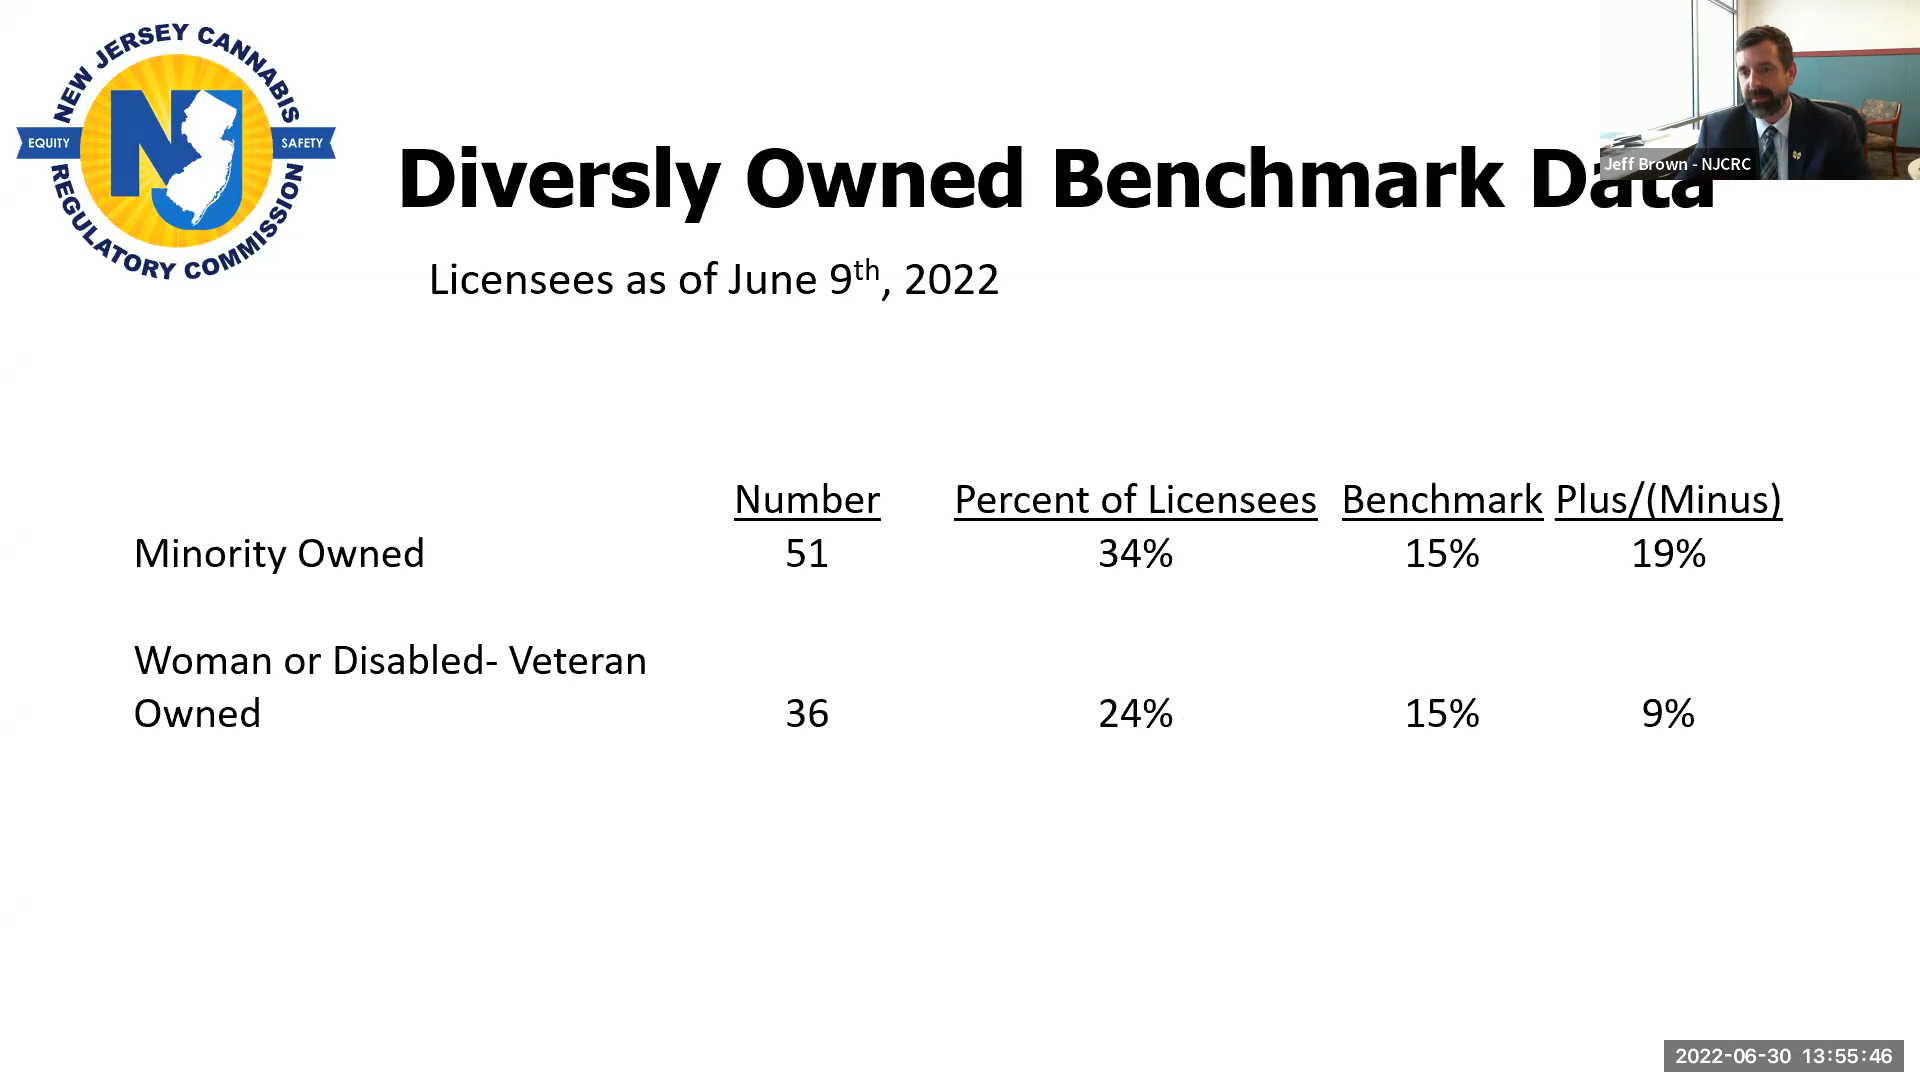 NEW JERSEY CANNABIS
EQUITY
SAFETY
NJ
REGULATORY COMMISSION
Jeff Brown - NJCRC
Diversly Owned Benchmark Data
Licensees as of June 9th, 2022
Number Percent of Licensees Benchmark Plus/(Minus)
Minority Owned 51 34% 15% 19%
Woman or Disabled- Veteran
Owned 36 24% 15% 9%
2022-06-30 13:55:46